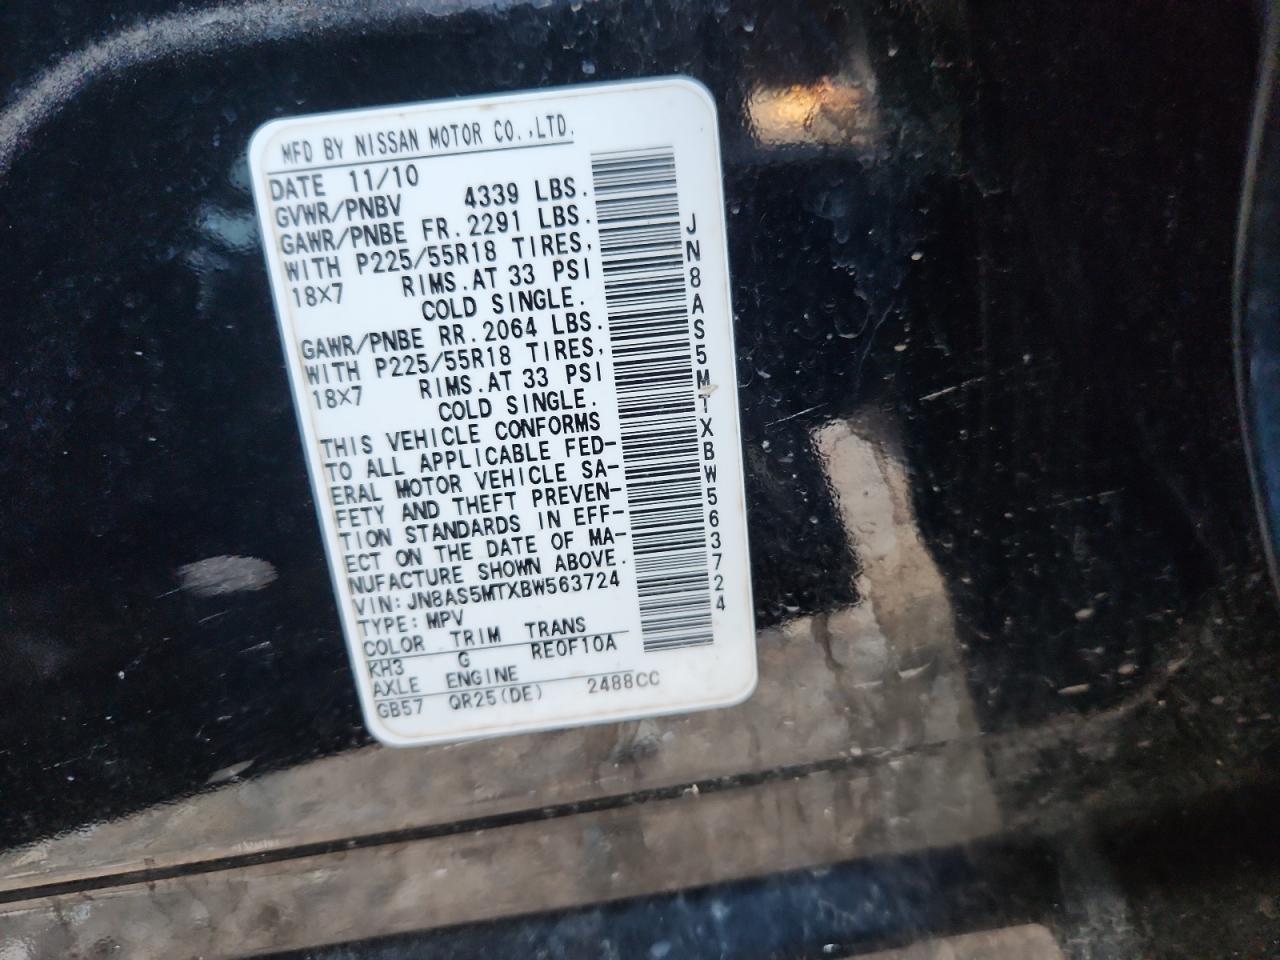 MFD BY NISSAN MOTOR CO.,LTD.
DATE 11/10
GVWR/PNBV 4339 LBS.
GAWR/PNBE FR. 2291 LBS.
WITH P225/55R18 TIRES,
18X7 RIMS.AT 33 PSI
COLD SINGLE.
GAWR/PNBE RR. 2064 LBS.
WITH P225/55R18 TIRES,
18X7 RIMS.AT 33 PSI
COLD SINGLE.
THIS VEHICLE CONFORMS
TO ALL APPLICABLE FED-
ERAL MOTOR VEHICLE SA-
FETY AND THEFT PREVEN-
TION STANDARDS IN EFF-
ECT ON THE DATE OF MA-
NUFACTURE SHOWN ABOVE.
VIN: JN8AS5MTXBW563724
TYPE: MPV
COLOR TRIM TRANS
KH3 G RE0F10A
AXLE ENGINE
GB57 QR25(DE) 2488CC
JN8AS5MTXBW563724